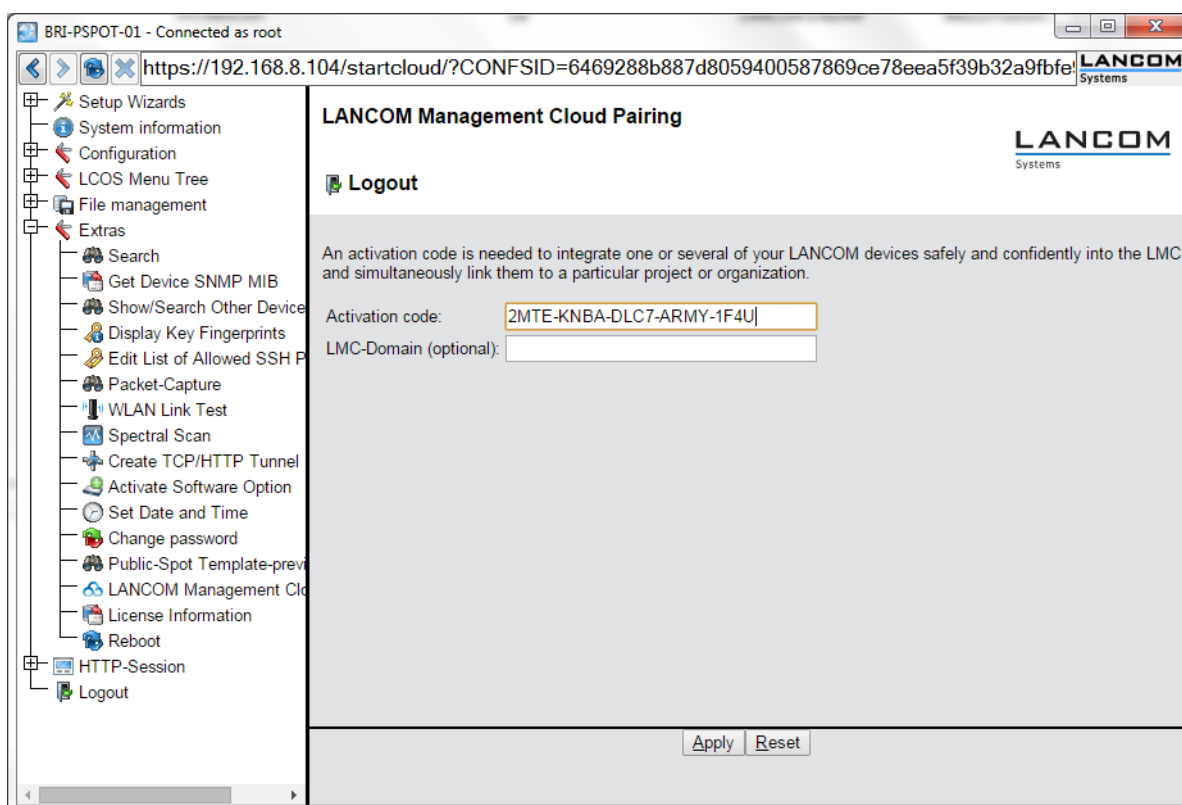 BRI-PSPOT-01 - Connected as root
https://192.168.8.104/startcloud/?CONFSID=6469288b887d8059400587869ce78eea5f39b32a9fbfe
LANCOM
Systems
Setup Wizards
System information
Configuration
LCOS Menu Tree
File management
Extras
Search
Get Device SNMP MIB
Show/Search Other Device
Display Key Fingerprints
Edit List of Allowed SSH P
Packet-Capture
WLAN Link Test
Spectral Scan
Create TCP/HTTP Tunnel
Activate Software Option
Set Date and Time
Change password
Public-Spot Template-previ
LANCOM Management Clo
License Information
Reboot
HTTP-Session
Logout
LANCOM Management Cloud Pairing
LANCOM
Systems
Logout
An activation code is needed to integrate one or several of your LANCOM devices safely and confidently into the LMC
and simultaneously link them to a particular project or organization.
Activation code: 2MTE-KNBA-DLC7-ARMY-1F4U
LMC-Domain (optional):
Apply Reset